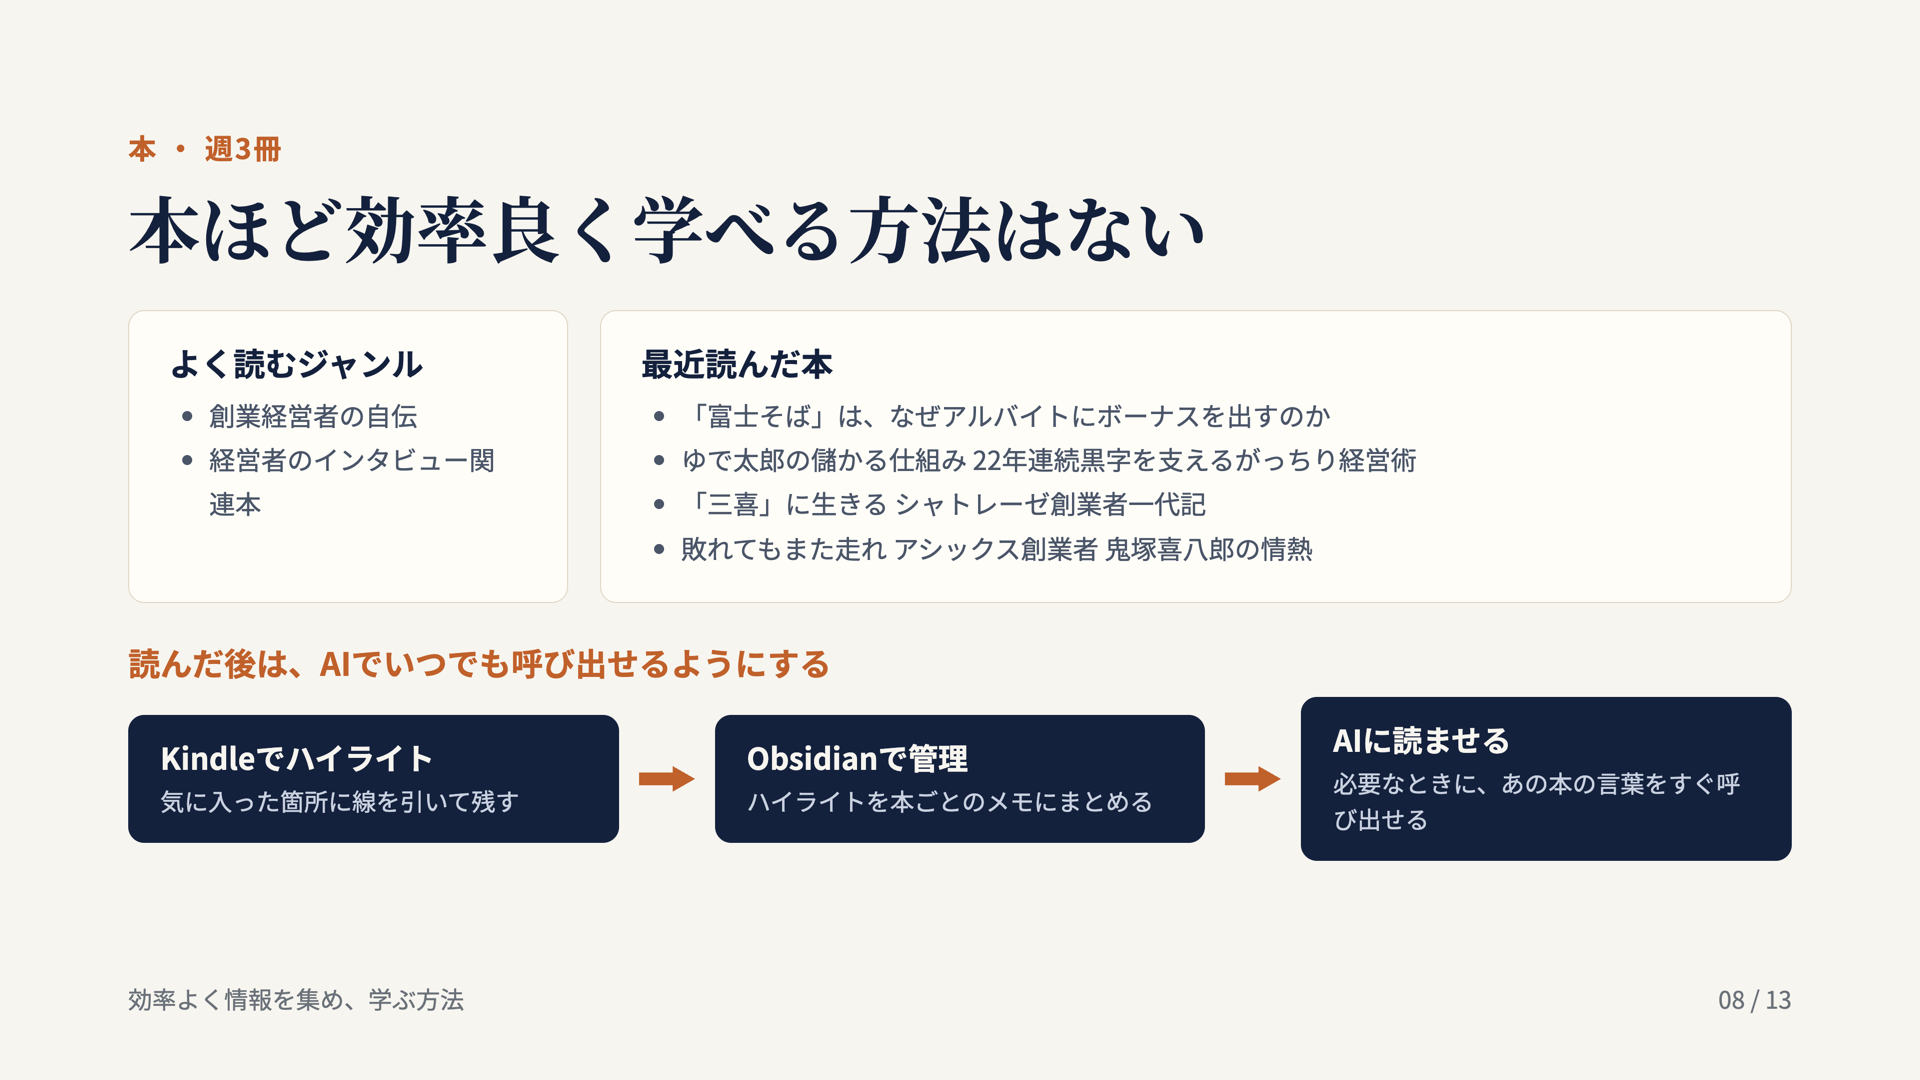 本 ・ 週3冊
本ほど効率良く学べる方法はない
よく読むジャンル
• 創業経営者の自伝
• 経営者のインタビュー関
連本
最近読んだ本
• 「富士そば」は、なぜアルバイトにボーナスを出すのか
• ゆで太郎の儲かる仕組み 22年連続黒字を支えるがっちり経営術
• 「三喜」に生きる シャトレーゼ創業者一代記
• 敗れてもまた走れ アシックス創業者 鬼塚喜八郎の情熱
読んだ後は、AIでいつでも呼び出せるようにする
Kindleでハイライト
気に入った箇所に線を引いて残す
Obsidianで管理
ハイライトを本ごとのメモにまとめる
AIに読ませる
必要なときに、あの本の言葉をすぐ呼
び出せる
効率よく情報を集め、学ぶ方法
08 / 13